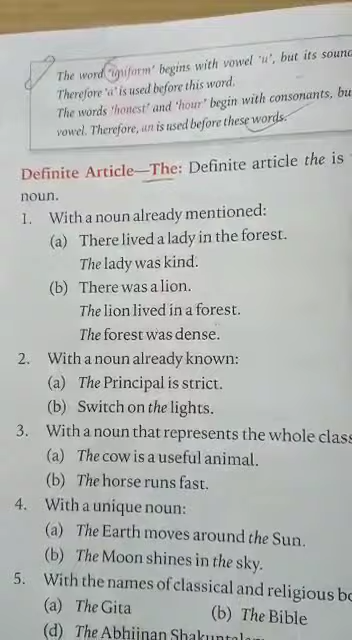 The word 'uniform' begins with vowel 'u', but its sound
Therefore 'a' is used before this word.
The words 'honest' and 'hour' begin with consonants, bu
vowel. Therefore, an is used before these words.
Definite Article—The: Definite article the is
noun.
1. With a noun already mentioned:
(a) There lived a lady in the forest.
The lady was kind.
(b) There was a lion.
The lion lived in a forest.
The forest was dense.
2. With a noun already known:
(a) The Principal is strict.
(b) Switch on the lights.
3. With a noun that represents the whole class
(a) The cow is a useful animal.
(b) The horse runs fast.
4. With a unique noun:
(a) The Earth moves around the Sun.
(b) The Moon shines in the sky.
5. With the names of classical and religious bo
(a) The Gita (b) The Bible
(d) The Abhijnan Shakuntalam